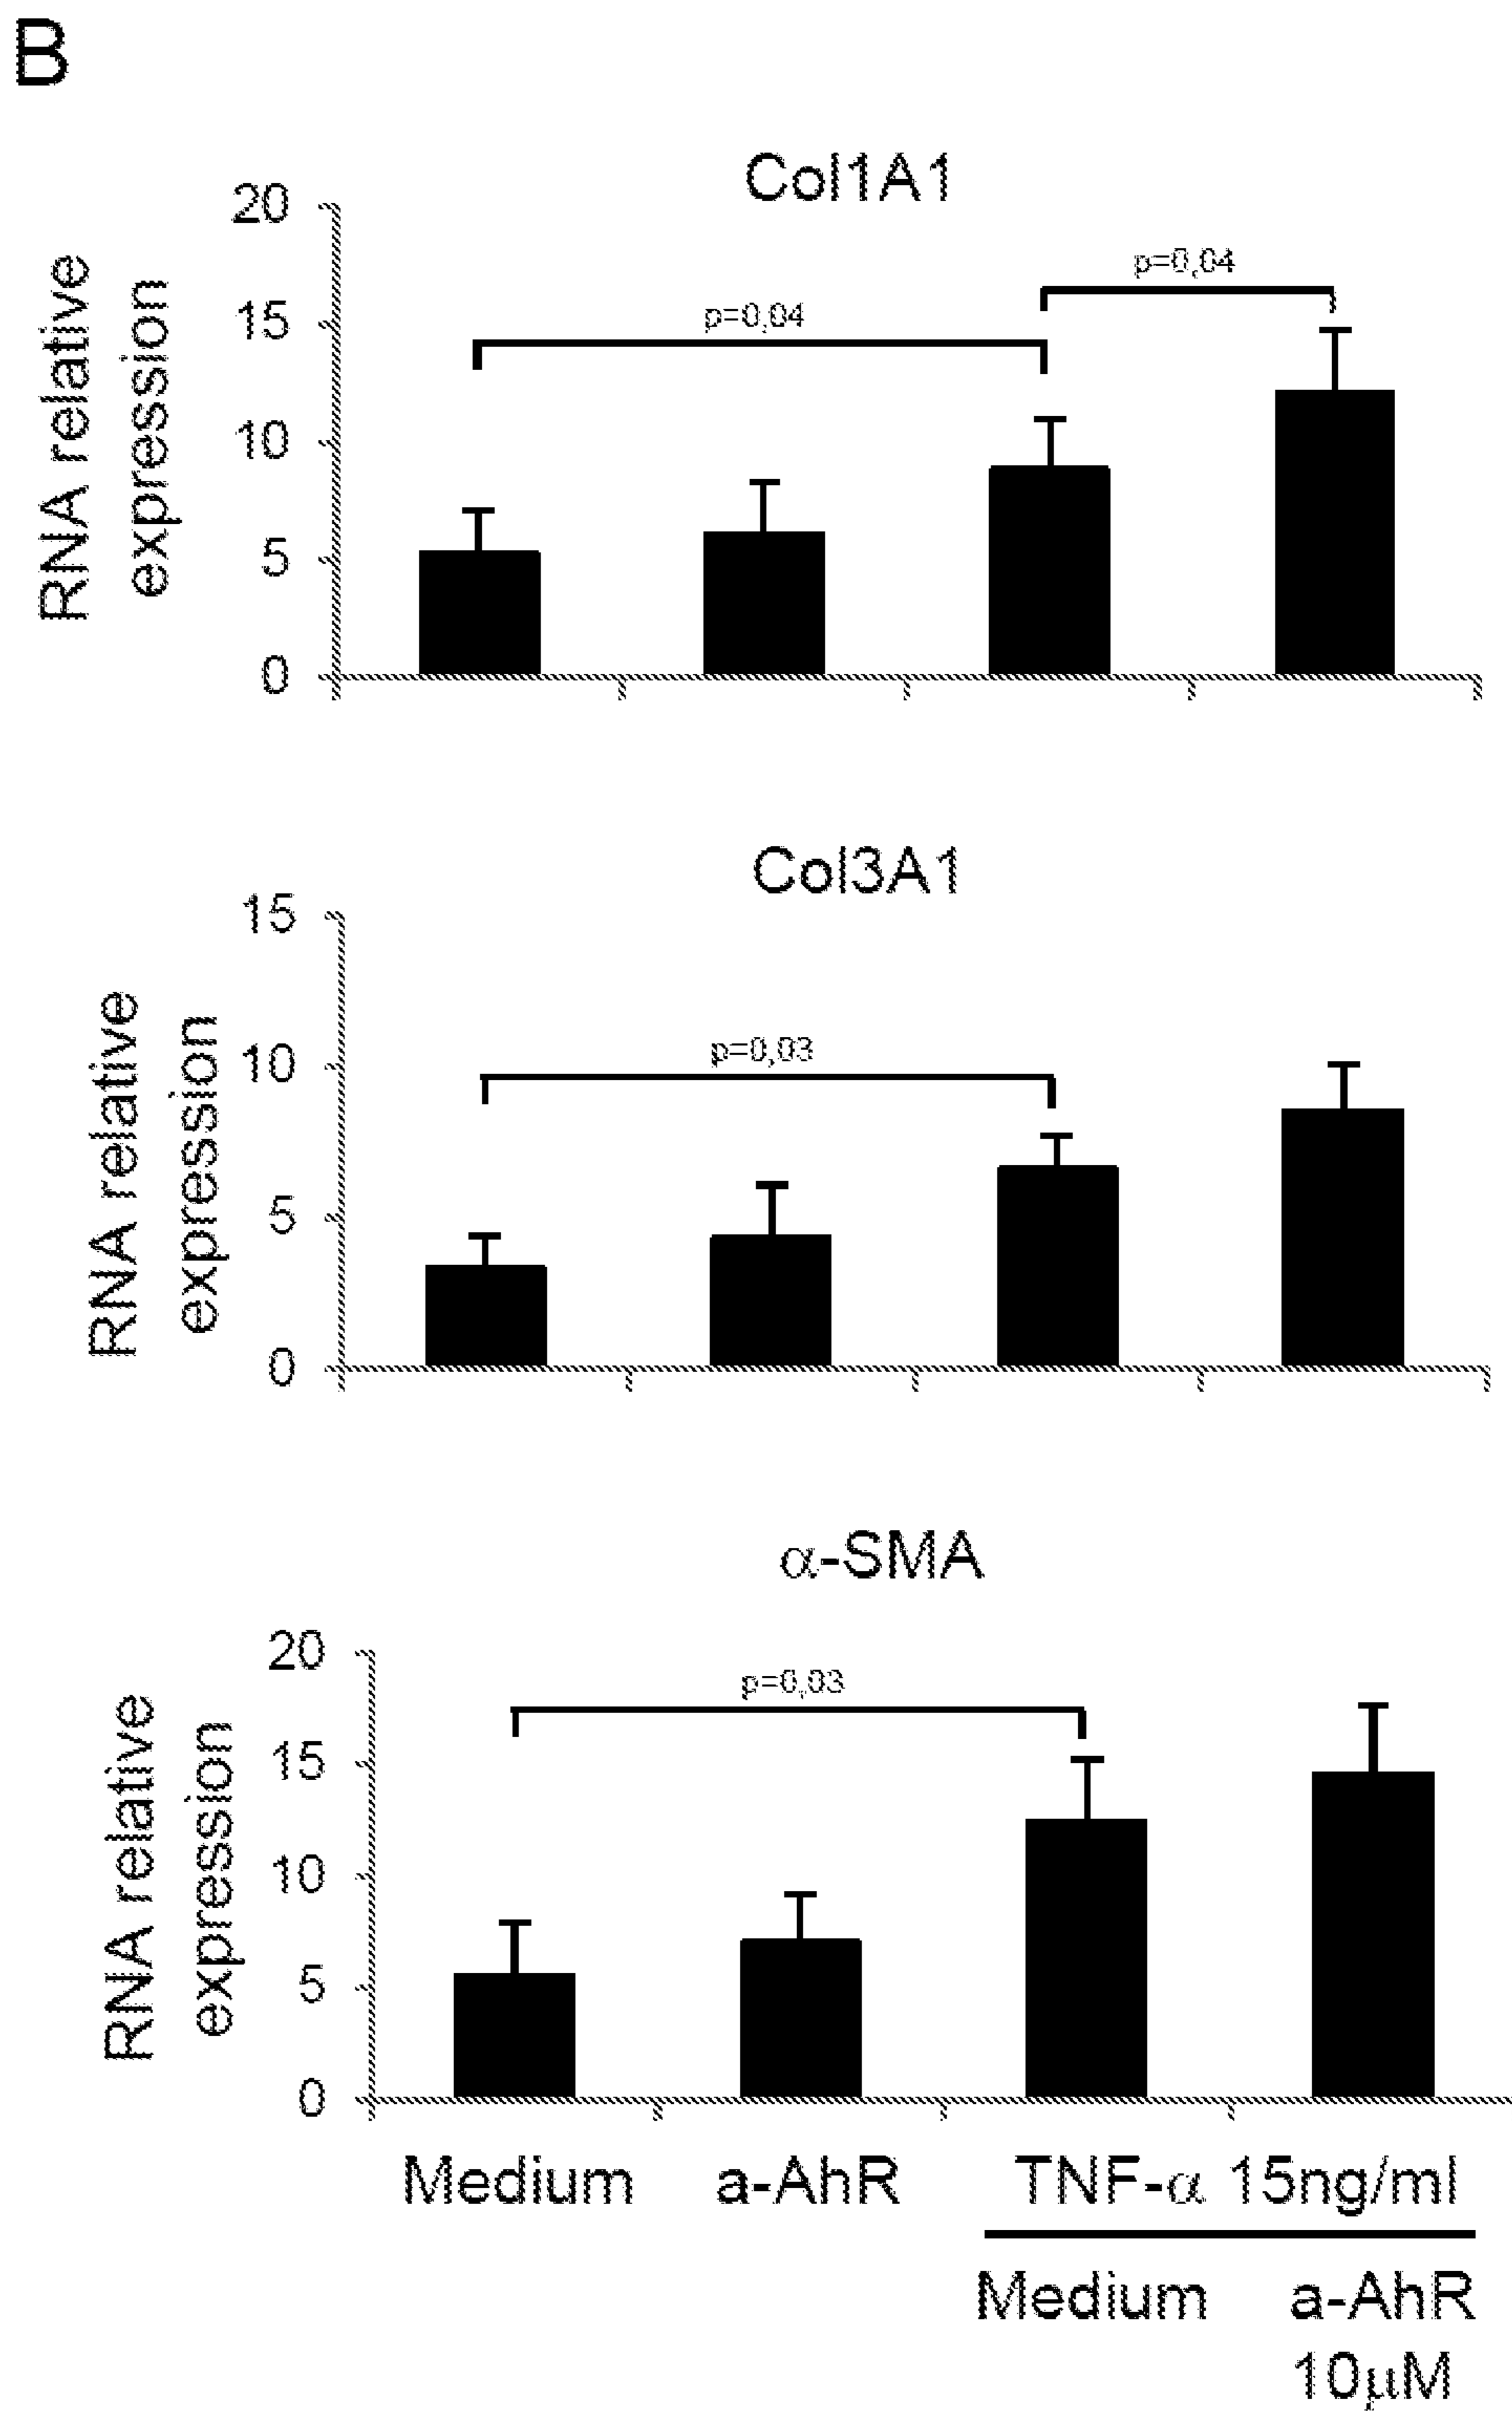 B
Col1A1
RNA relative
expression
20
15
10
5
0
p=0,04
p=0,04
Col3A1
RNA relative
expression
15
10
5
0
p=0,03
α-SMA
RNA relative
expression
20
15
10
5
0
p=0,03
Medium a-AhR TNF-α 15ng/ml
Medium a-AhR
10µM